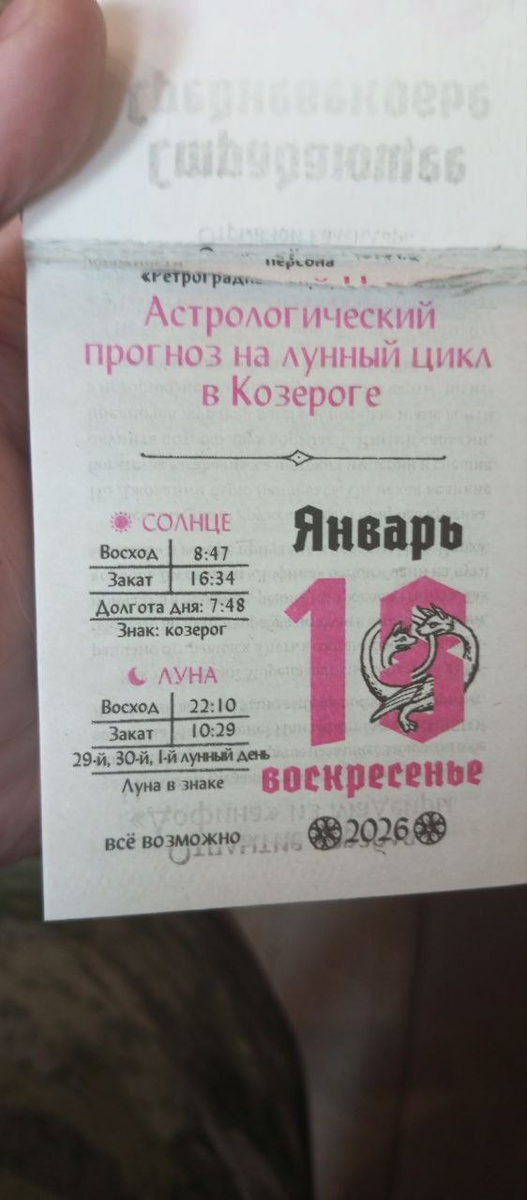 персона
«Ретроградн
Астрологический
прогноз на лунный цикл
в Козероге
СОЛНЦЕ
Восход 8:47
Закат 16:34
Долгота дня: 7:48
Знак: козерог
ЛУНА
Восход 22:10
Закат 10:29
29-й, 30-й, 1-й лунный день
Луна в знаке
всё возможно
Январь
18
воскресенье
2026